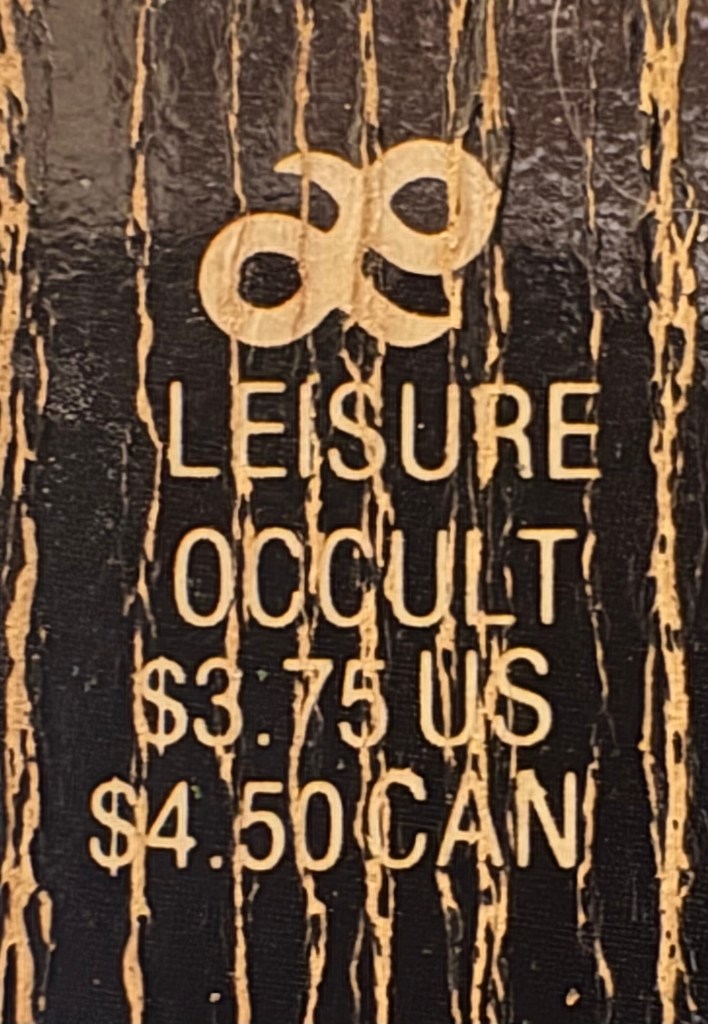 LEISURE
OCCULT
$3.75 US
$4.50 CAN